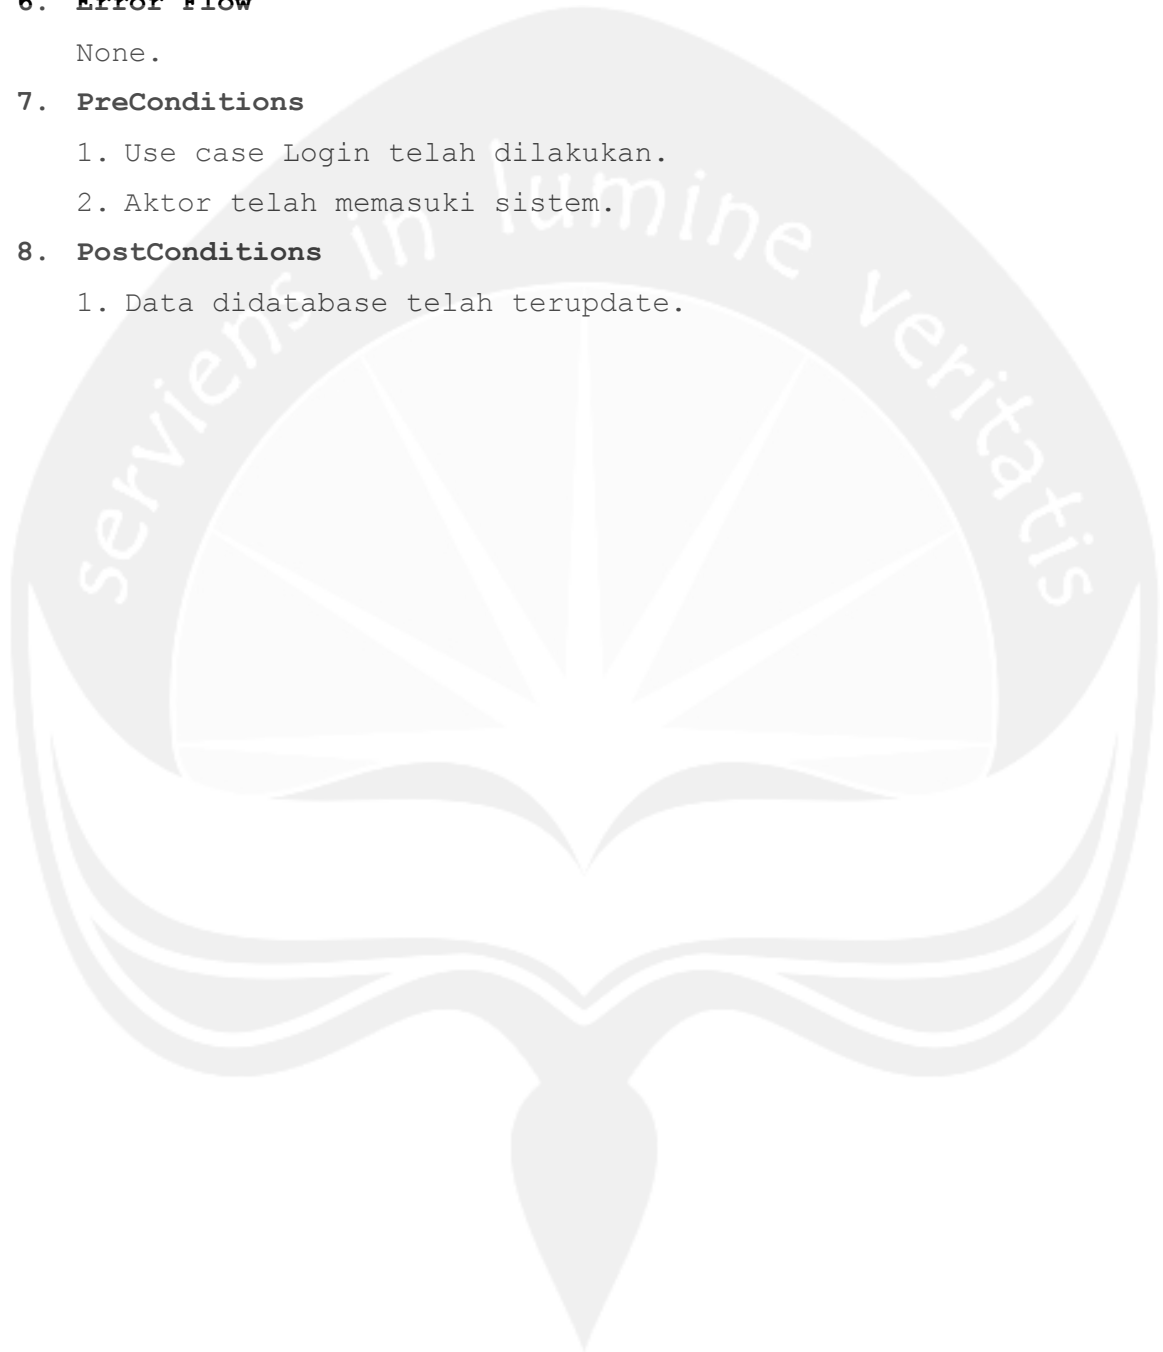 6. Error Flow
None.
7. PreConditions
1. Use case Login telah dilakukan.
2. Aktor telah memasuki sistem.
8. PostConditions
1. Data didatabase telah terupdate.
serviens in lumine veritatis